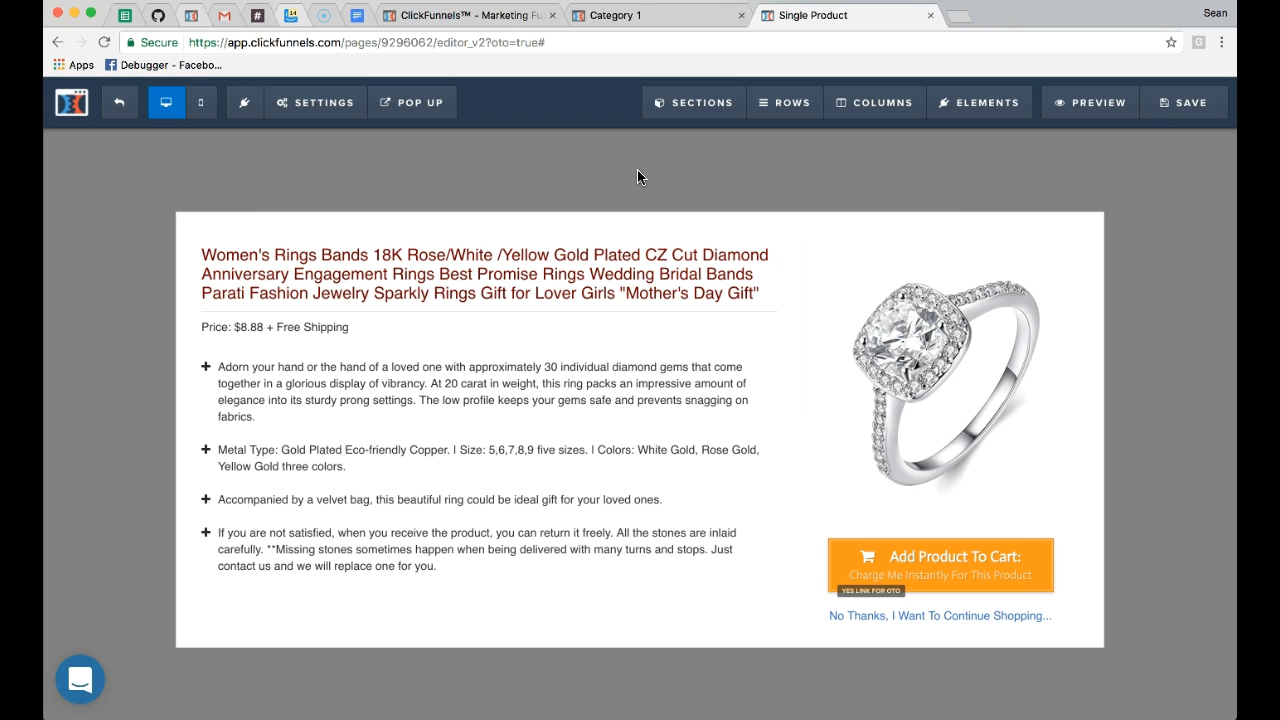 ClickFunnels™ - Marketing Fu
Category 1
Single Product
Sean
Secure
https://app.clickfunnels.com/pages/9296062/editor_v2?oto=true#
Apps
Debugger - Facebo...
SETTINGS
POP UP
SECTIONS
ROWS
COLUMNS
ELEMENTS
PREVIEW
SAVE
Women's Rings Bands 18K Rose/White /Yellow Gold Plated CZ Cut Diamond
Anniversary Engagement Rings Best Promise Rings Wedding Bridal Bands
Parati Fashion Jewelry Sparkly Rings Gift for Lover Girls "Mother's Day Gift"
Price: $8.88 + Free Shipping
Adorn your hand or the hand of a loved one with approximately 30 individual diamond gems that come
together in a glorious display of vibrancy. At 20 carat in weight, this ring packs an impressive amount of
elegance into its sturdy prong settings. The low profile keeps your gems safe and prevents snagging on
fabrics.
Metal Type: Gold Plated Eco-friendly Copper. I Size: 5,6,7,8,9 five sizes. I Colors: White Gold, Rose Gold,
Yellow Gold three colors.
Accompanied by a velvet bag, this beautiful ring could be ideal gift for your loved ones.
If you are not satisfied, when you receive the product, you can return it freely. All the stones are inlaid
carefully. **Missing stones sometimes happen when being delivered with many turns and stops. Just
contact us and we will replace one for you.
Add Product To Cart:
Charge Me Instantly For This Product
YES LINK FOR OTO
No Thanks, I Want To Continue Shopping...